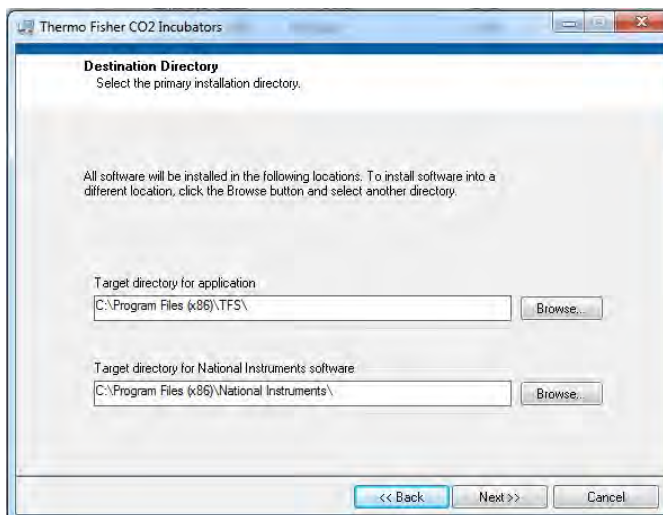 Thermo Fisher CO2 Incubators
Destination Directory
Select the primary installation directory.
All software will be installed in the following locations. To install software into a
different location, click the Browse button and select another directory.
Target directory for application
C:\Program Files (x86)\TFS\
Browse...
Target directory for National Instruments software
C:\Program Files (x86)\National Instruments\
Browse...
<< Back
Next >>
Cancel